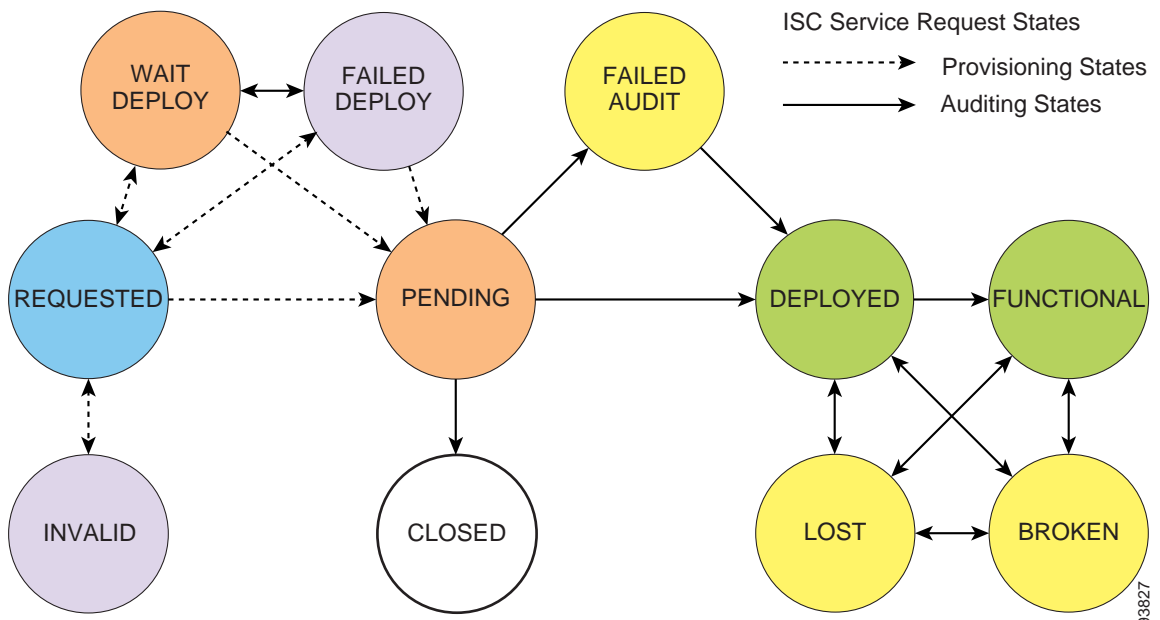 ISC Service Request States
Provisioning States
Auditing States
WAIT
DEPLOY
FAILED
DEPLOY
FAILED
AUDIT
REQUESTED
PENDING
DEPLOYED
FUNCTIONAL
INVALID
CLOSED
LOST
BROKEN